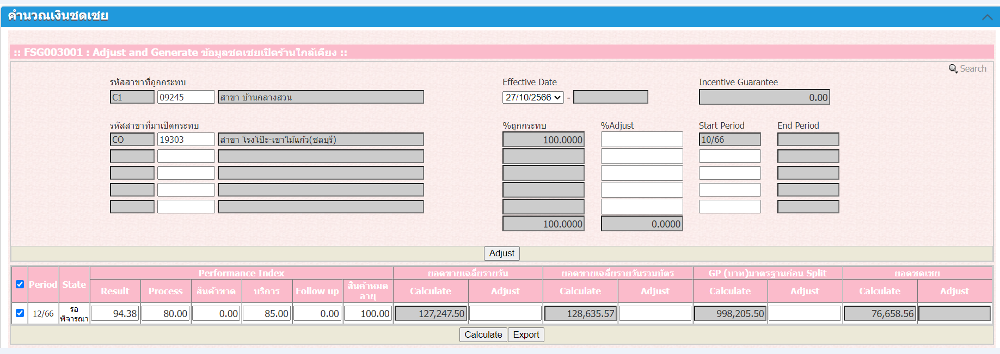 คำนวณเงินชดเชย
:: FSG003001 : Adjust and Generate ข้อมูลชดเชยเปิดร้านใกล้เคียง ::
Search
รหัสสาขาที่ถูกกระทบ Effective Date Incentive Guarantee
C1 09245 สาขา บ้านกลางสวน 27/10/2566 - 0.00
รหัสสาขาที่มาเปิดกระทบ %ถูกกระทบ %Adjust Start Period End Period
CO 19303 สาขา โรงโป๊ะ-เขาไม้แก้ว(ชลบุรี) 100.0000 10/66
100.0000 0.0000
Adjust
Period State Performance Index ยอดขายเฉลี่ยรายวัน ยอดขายเฉลี่ยรายวันรวมบัตร GP (บาท)มาตรฐานก่อน Split ยอดชดเชย
Result Process สินค้าขาด บริการ Follow up สินค้าหมดอายุ Calculate Adjust Calculate Adjust Calculate Adjust Calculate Adjust
12/66 รอพิจารณา 94.38 80.00 0.00 85.00 0.00 100.00 127,247.50 128,635.57 998,205.50 76,658.56
Calculate Export